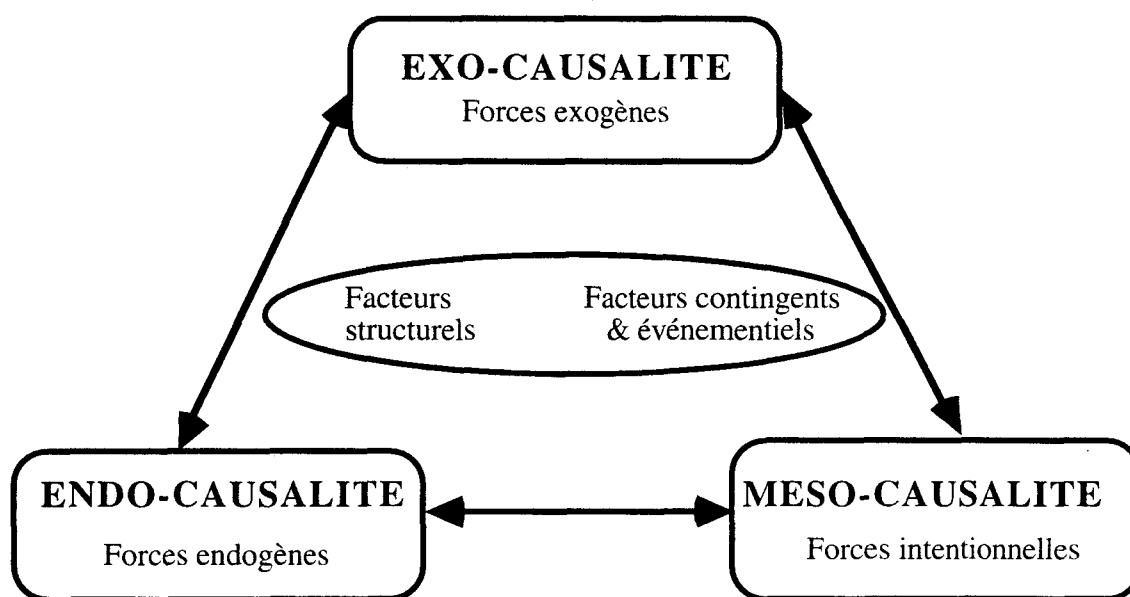 EXO-CAUSALITE
Forces exogènes
Facteurs structurels
Facteurs contingents
& événementiels
ENDO-CAUSALITE
Forces endogènes
MESO-CAUSALITE
Forces intentionnelles